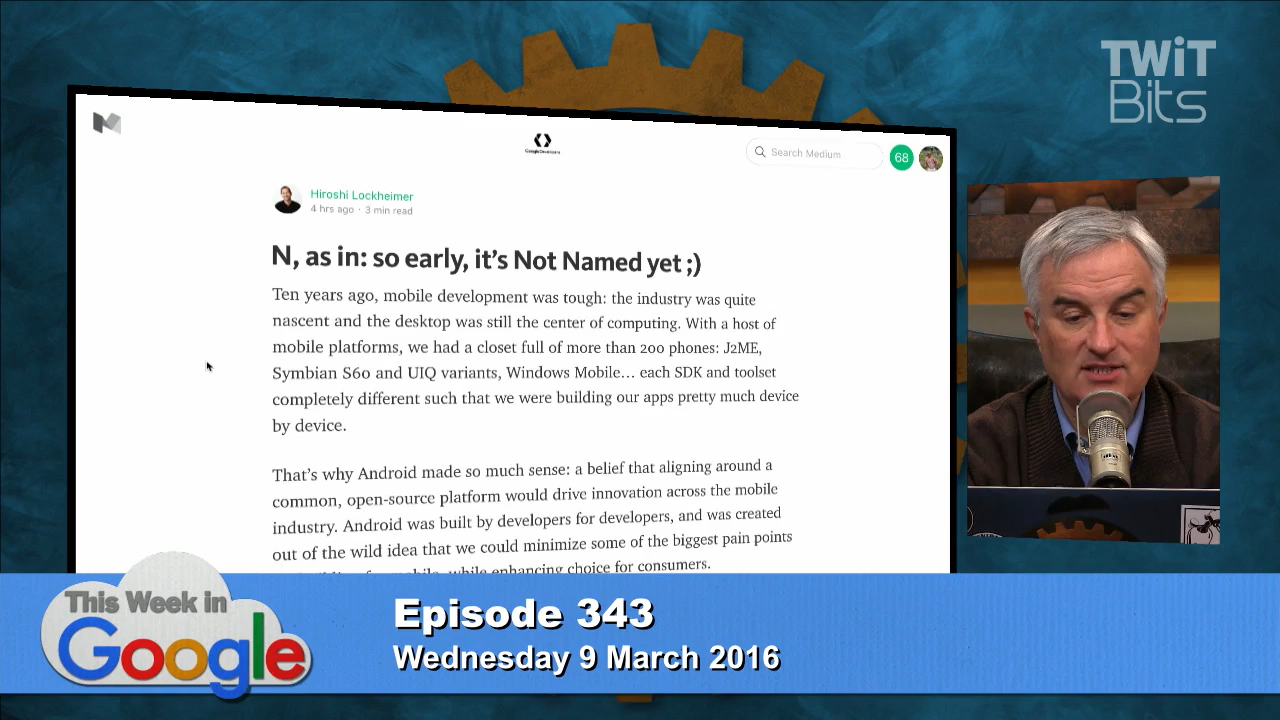 TWiT
Bits
Google Developers
Search Medium
68
Hiroshi Lockheimer
4 hrs ago · 3 min read
N, as in: so early, it's Not Named yet ;)
Ten years ago, mobile development was tough: the industry was quite
nascent and the desktop was still the center of computing. With a host of
mobile platforms, we had a closet full of more than 200 phones: J2ME,
Symbian S60 and UIQ variants, Windows Mobile… each SDK and toolset
completely different such that we were building our apps pretty much device
by device.
That's why Android made so much sense: a belief that aligning around a
common, open-source platform would drive innovation across the mobile
industry. Android was built by developers for developers, and was created
out of the wild idea that we could minimize some of the biggest pain points
mobile, while enhancing choice for consumers.
This Week in
Google
Episode 343
Wednesday 9 March 2016